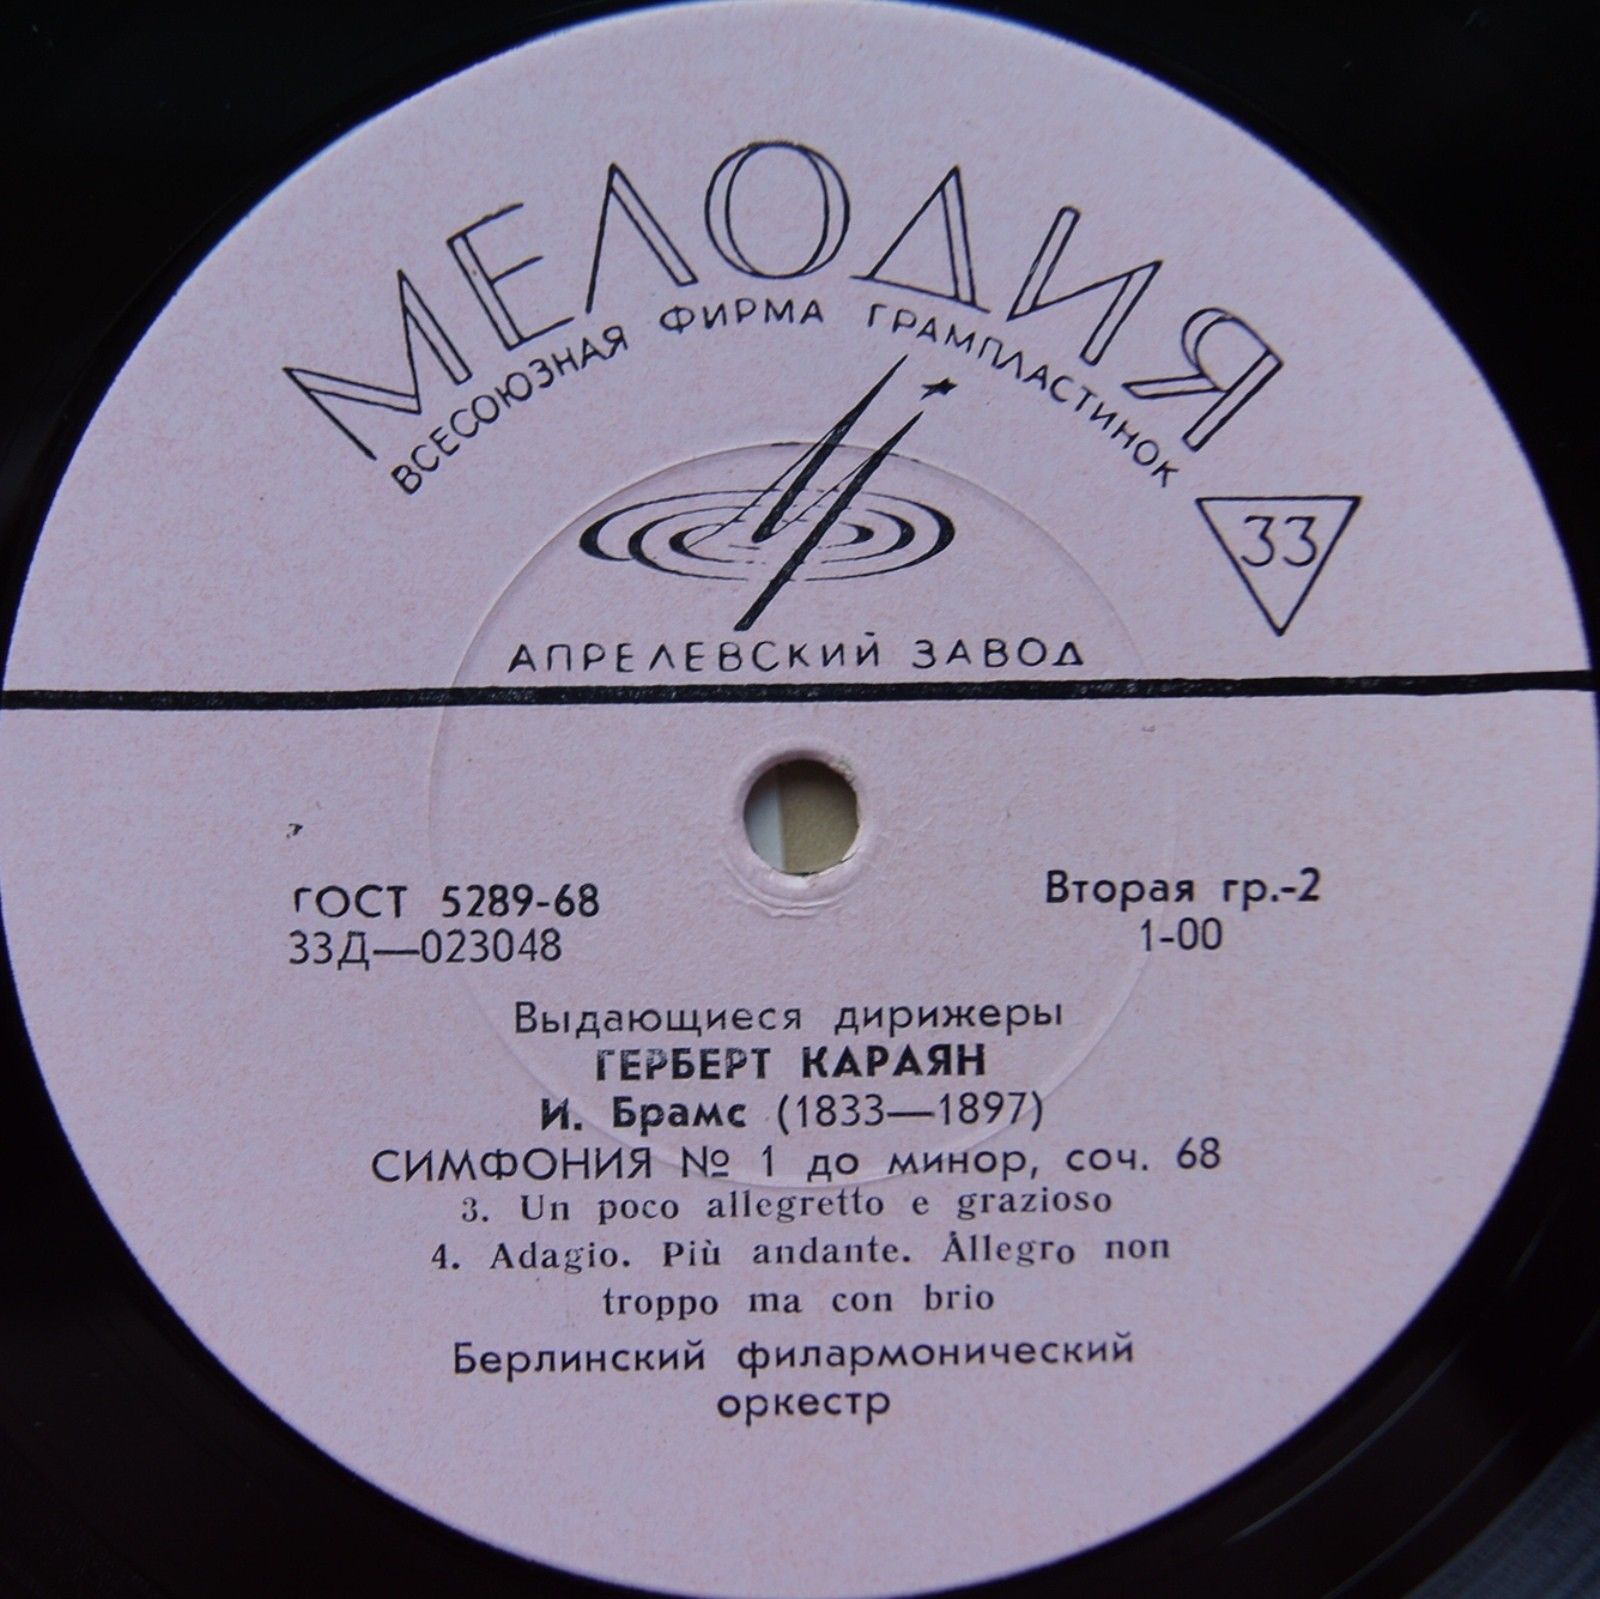 МЕЛОДИЯ
ВСЕСОЮЗНАЯ ФИРМА ГРАМПЛАСТИНОК
33
АПРЕЛЕВСКИЙ ЗАВОД
ГОСТ 5289-68
33Д—023048
Вторая гр.-2
1-00
Выдающиеся дирижеры
ГЕРБЕРТ КАРАЯН
И. Брамс (1833—1897)
СИМФОНИЯ № 1 до минор, соч. 68
3. Un poco allegretto e grazioso
4. Adagio. Più andante. Allegro non
troppo ma con brio
Берлинский филармонический
оркестр